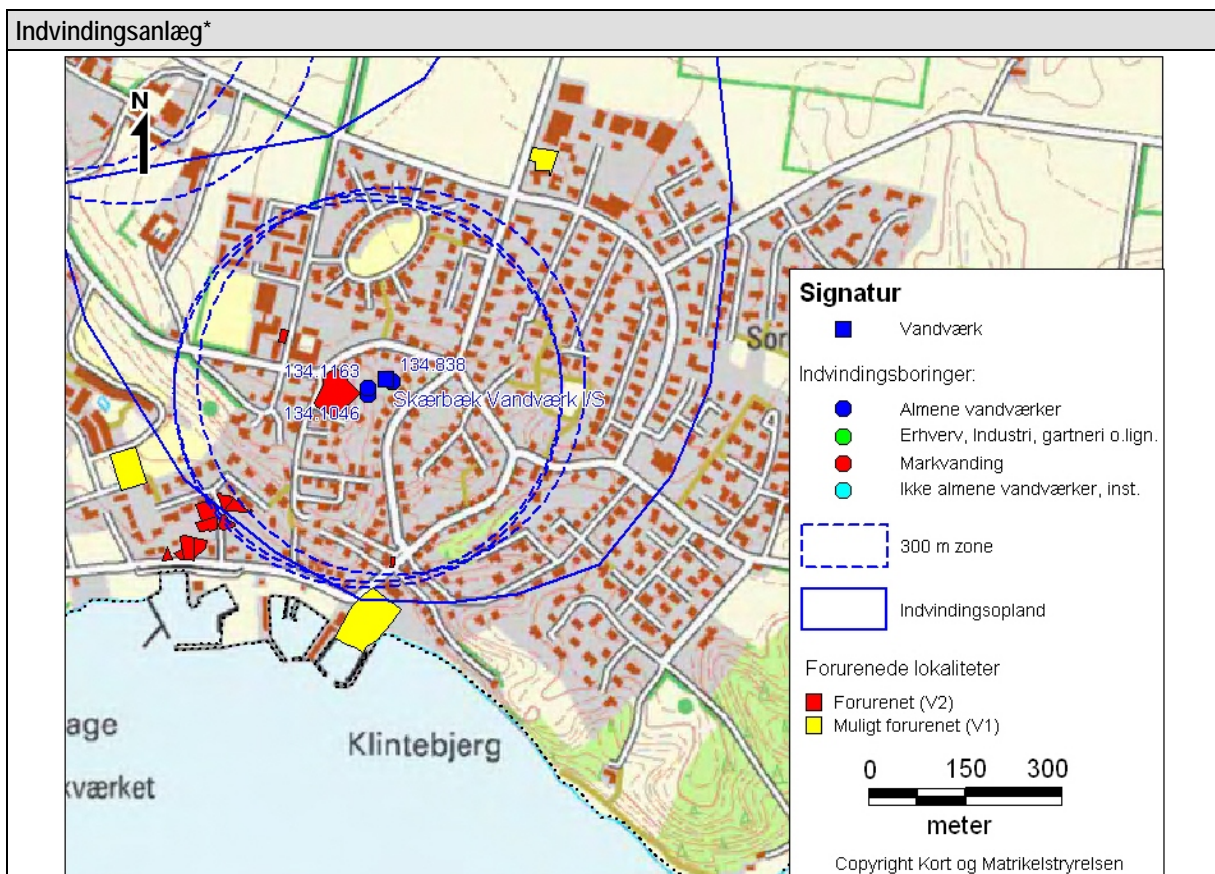 Indvindingsanlæg*
N
134.1163
134.838
Skærbæk Vandværk I/S
134.1046
Sør
age
Klintebjerg
kværket
Signatur
Vandværk
Indvindingsboringer:
Almene vandværker
Erhverv, Industri, gartneri o.lign.
Markvanding
Ikke almene vandværker, inst.
300 m zone
Indvindingsopland
Forurenede lokaliteter
Forurenet (V2)
Muligt forurenet (V1)
0 150 300
meter
Copyright Kort og Matrikelstryrelsen